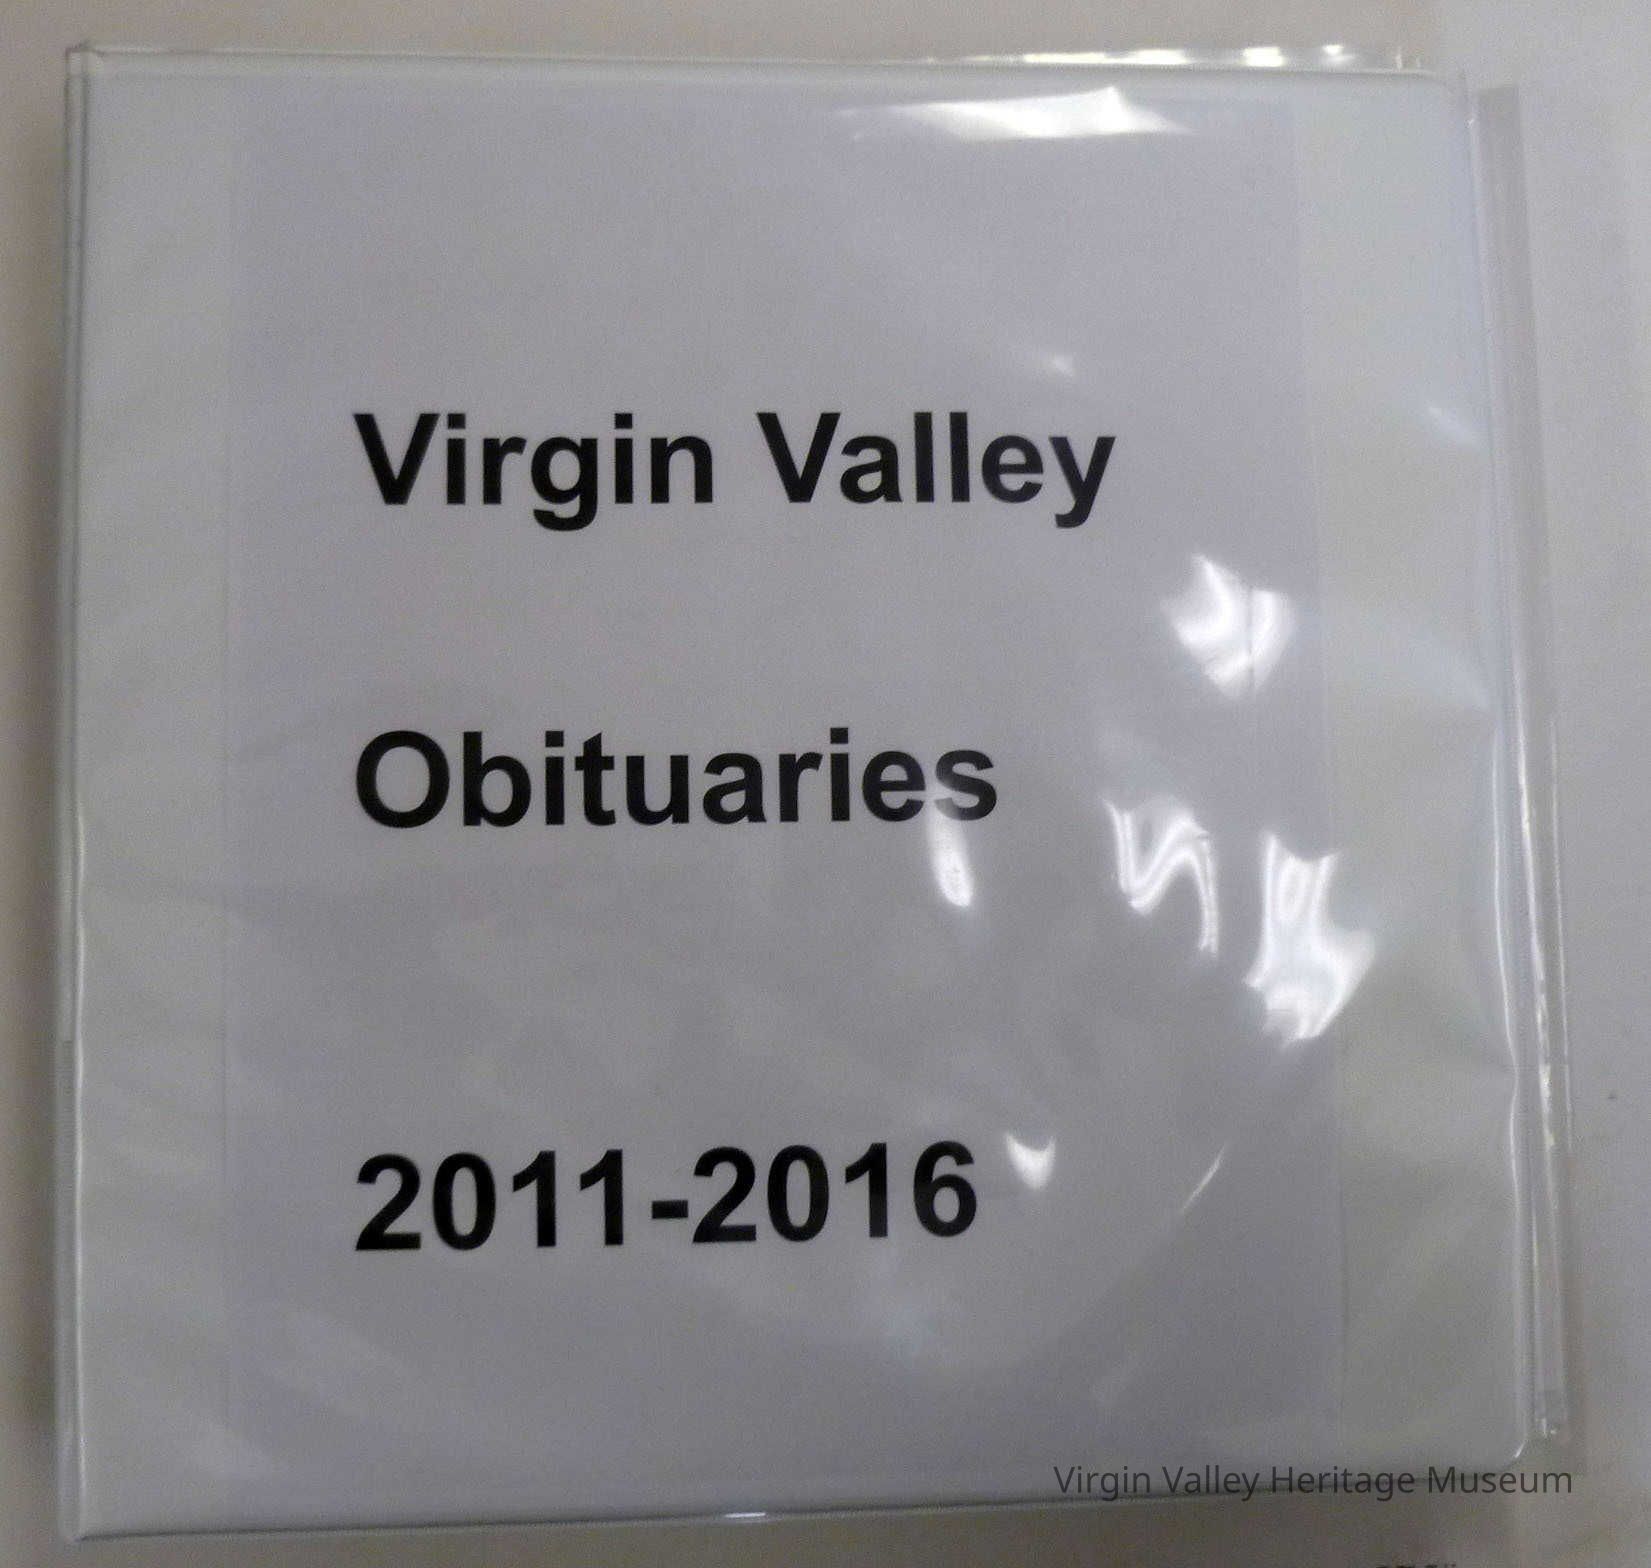 Virgin Valley
Obituaries
2011-2016
Virgin Valley Heritage Museum